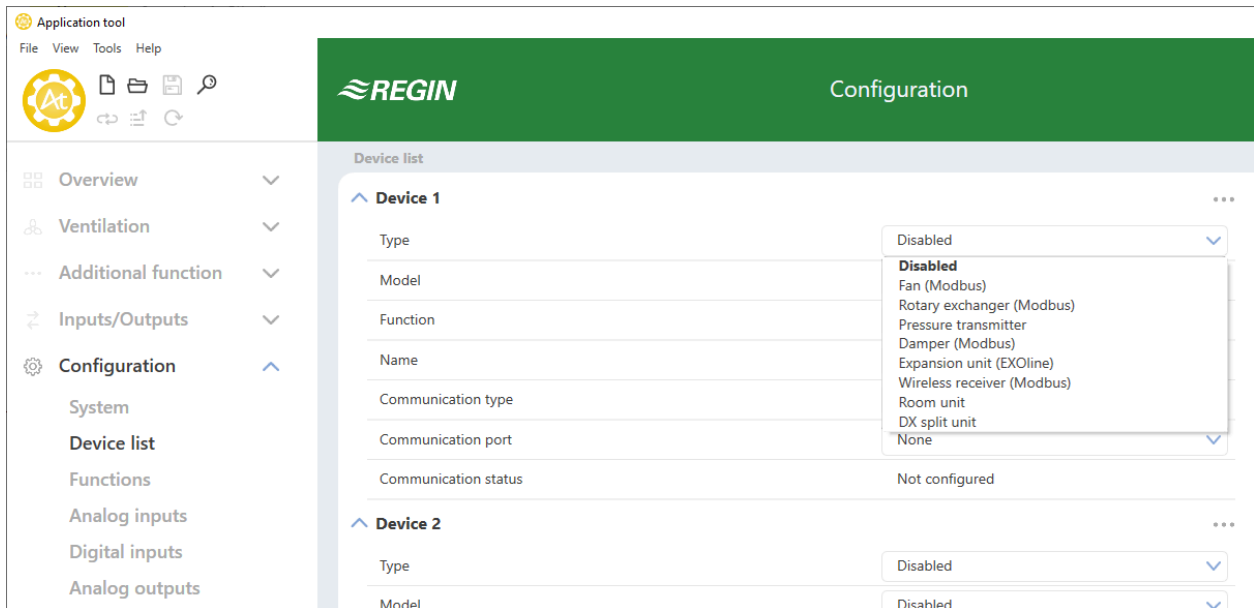 Application tool
File View Tools Help
At
REGIN
Configuration
Overview
Ventilation
Additional function
Inputs/Outputs
Configuration
System
Device list
Functions
Analog inputs
Digital inputs
Analog outputs
Device list
Device 1
Type Disabled
Disabled
Fan (Modbus)
Rotary exchanger (Modbus)
Pressure transmitter
Damper (Modbus)
Expansion unit (EXOline)
Wireless receiver (Modbus)
Room unit
DX split unit
Model
Function
Name
Communication type
Communication port None
Communication status Not configured
Device 2
Type Disabled
Model Disabled